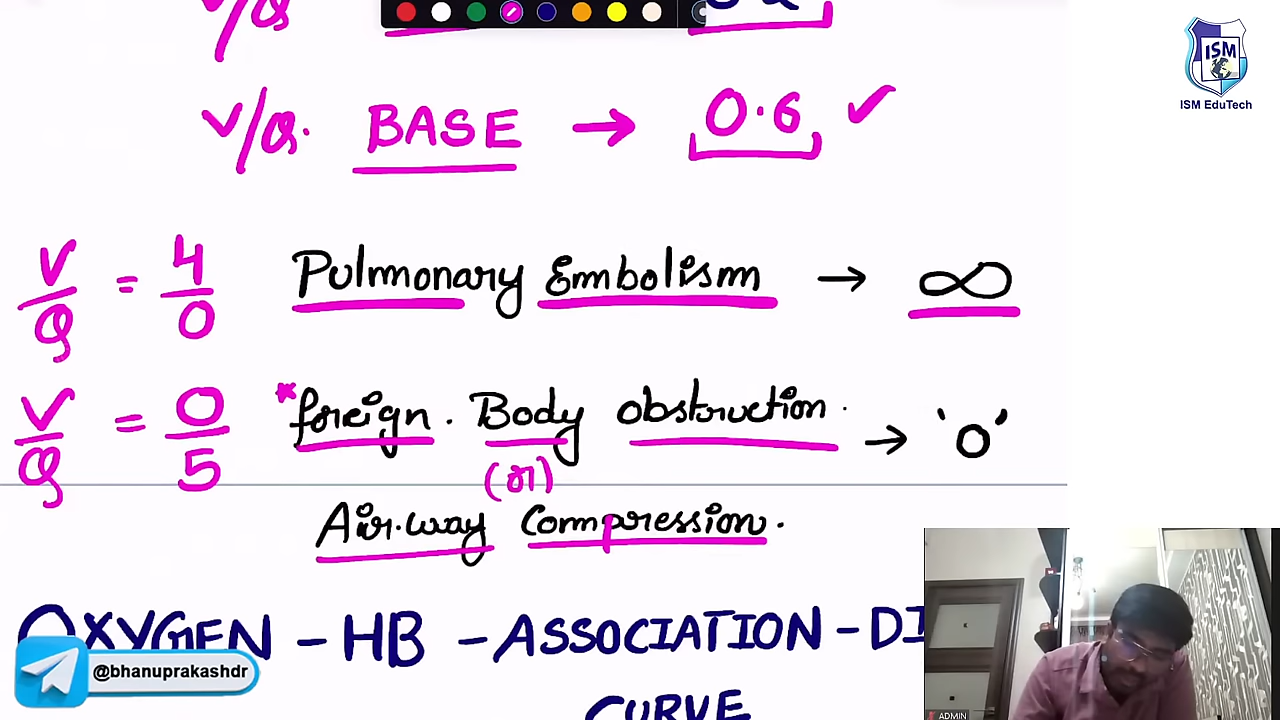 V/Q.
ISM
ISM EduTech
V/Q. BASE → 0.6 ✓
V/Q = 4/0 Pulmonary Embolism → ∞
V/Q = 0/5 *foreign. Body obstruction. → 'O'
(or)
Air.way Compression.
OXYGEN - HB - ASSOCIATION - DI
CURVE
@bhanuprakashdr
ADMIN